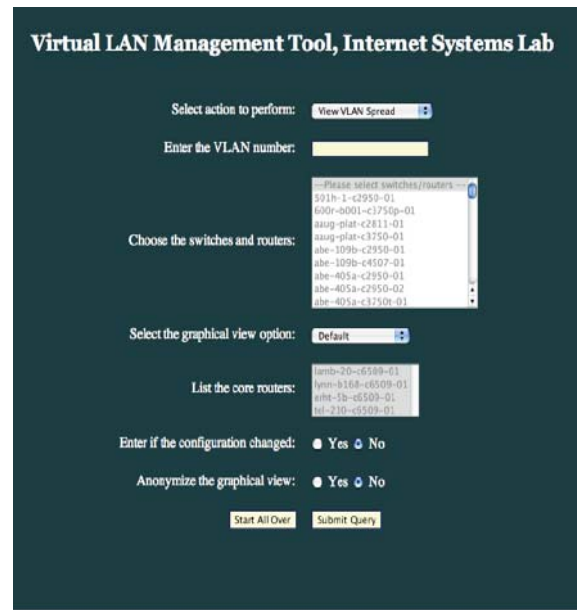 Virtual LAN Management Tool, Internet Systems Lab
Select action to perform: View VLAN Spread
Enter the VLAN number:
Choose the switches and routers:
---Please select switches/routers ---
501h-1-c2950-01
600r-b001-c3750p-01
aaug-plat-c2811-01
aaug-plat-c3750-01
abe-109b-c2950-01
abe-109b-c4507-01
abe-405a-c2950-01
abe-405a-c2950-02
abe-405a-c3750t-01
Select the graphical view option: Default
List the core routers:
lamb-20-c6509-01
lynn-b168-c6509-01
erht-5b-c6509-01
tel-230-c6509-01
Enter if the configuration changed: Yes No
Anonymize the graphical view: Yes No
Start All Over Submit Query